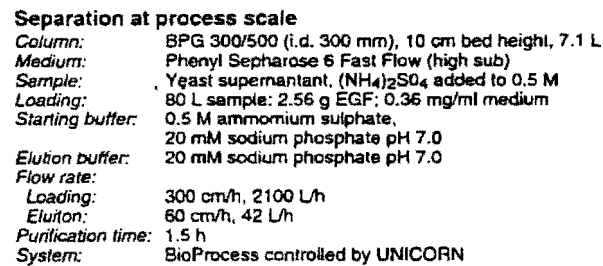 Separation at process scale
Column: BPG 300/500 (i.d. 300 mm), 10 cm bed height, 7.1 L
Medium: Phenyl Sepharose 6 Fast Flow (high sub)
Sample: Yeast supernantant, (NH4)2SO4 added to 0.5 M
Loading: 80 L sample: 2.56 g EGF; 0.36 mg/ml medium
Starting buffer: 0.5 M ammomium sulphate,
20 mM sodium phosphate pH 7.0
Elution buffer: 20 mM sodium phosphate pH 7.0
Flow rate:
Loading: 300 cm/h, 2100 L/h
Eluiton: 60 cm/h, 42 L/h
Purification time: 1.5 h
System: BioProcess controlled by UNICORN